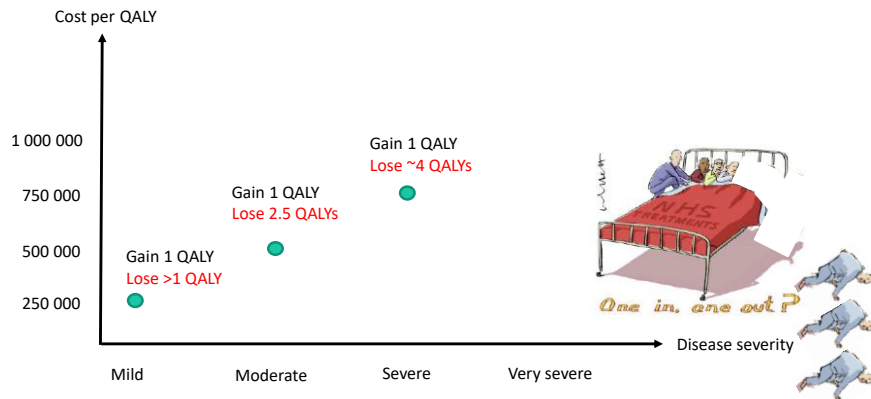 Cost per QALY
1 000 000
750 000
500 000
250 000
Gain 1 QALY
Lose >1 QALY
Gain 1 QALY
Lose 2.5 QALYs
Gain 1 QALY
Lose ~4 QALYs
Mild
Moderate
Severe
Very severe
Disease severity
NHS
TREATMENTS
One in, one out?